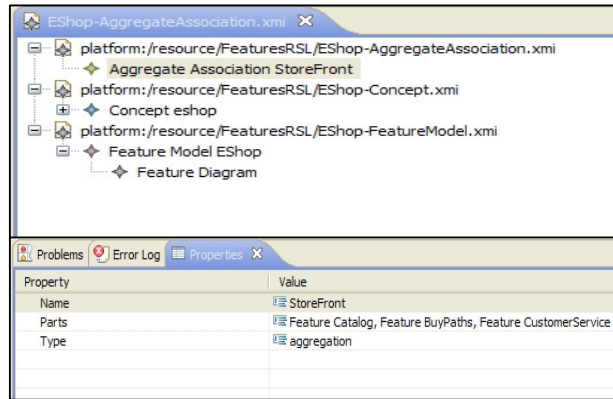 EShop-AggregateAssociation.xmi
platform:/resource/FeaturesRSL/EShop-AggregateAssociation.xmi
Aggregate Association StoreFront
platform:/resource/FeaturesRSL/EShop-Concept.xmi
Concept eshop
platform:/resource/FeaturesRSL/EShop-FeatureModel.xmi
Feature Model EShop
Feature Diagram
Problems Error Log Properties
Property Value
Name StoreFront
Parts Feature Catalog, Feature BuyPaths, Feature CustomerService
Type aggregation